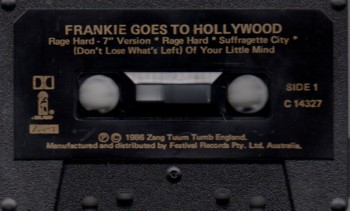 FRANKIE GOES TO HOLLYWOOD
Rage Hard - 7" Version * Rage Hard * Suffragette City *
(Don't Lose What's Left) Of Your Little Mind
SIDE 1
C 14327
℗ © 1986 Zang Tuum Tumb England.
Manufactured and distributed by Festival Records Pty. Ltd. Australia.